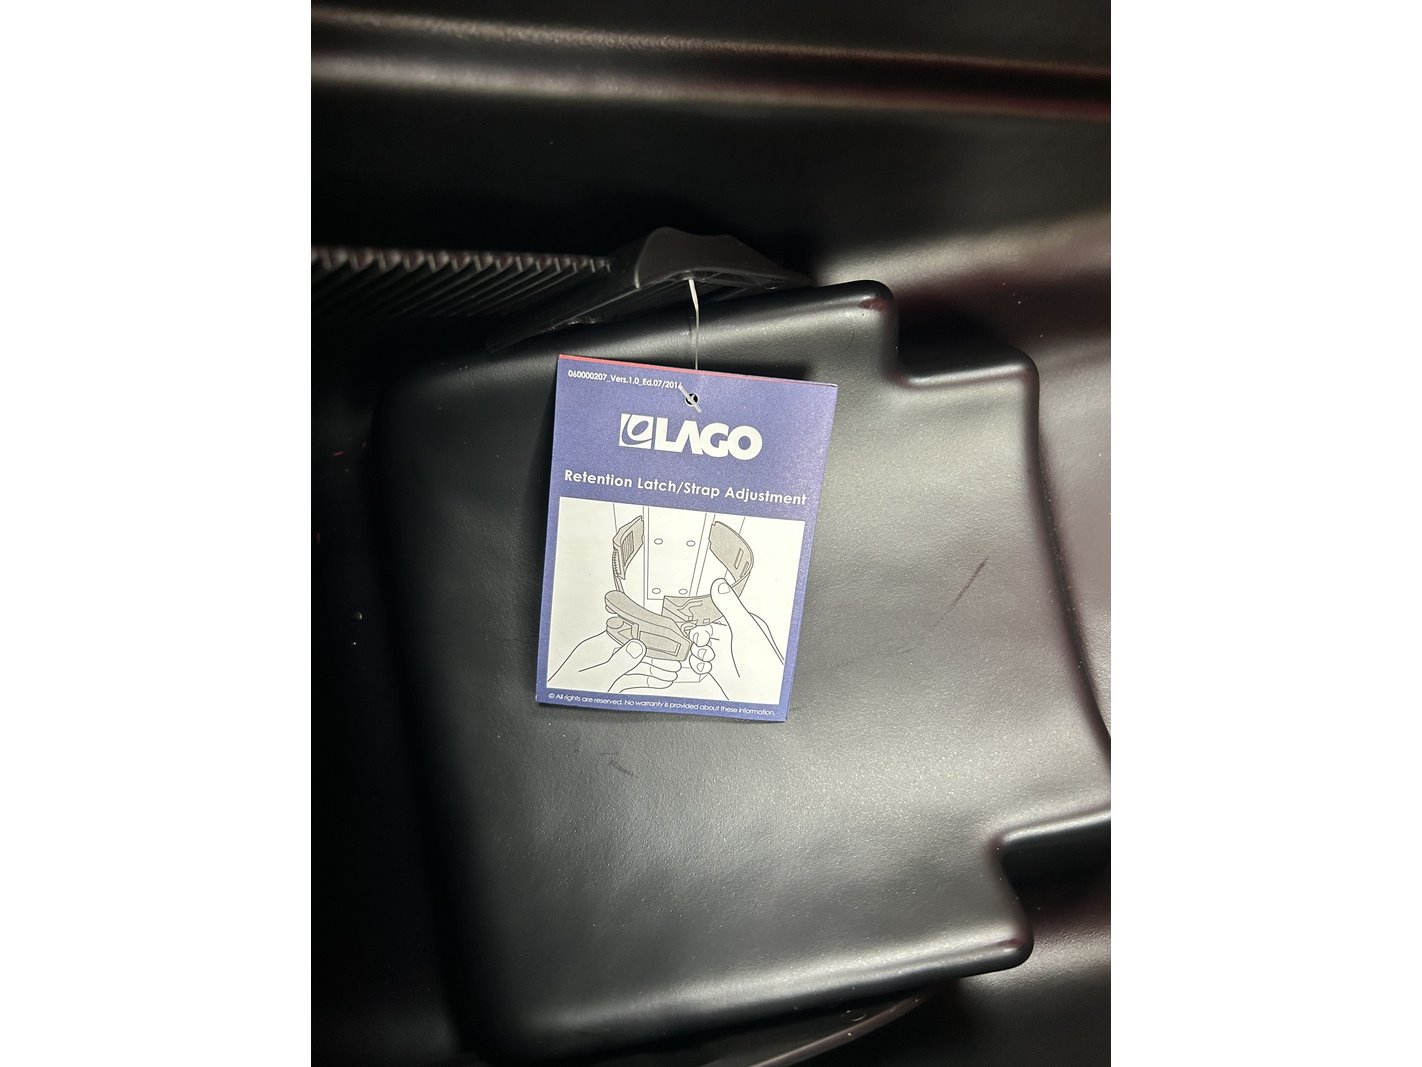 060000207_Vers.1.0_Ed.07/2016
LAGO
Retention Latch/Strap Adjustment
© All rights are reserved. No warranty is provided about these information.